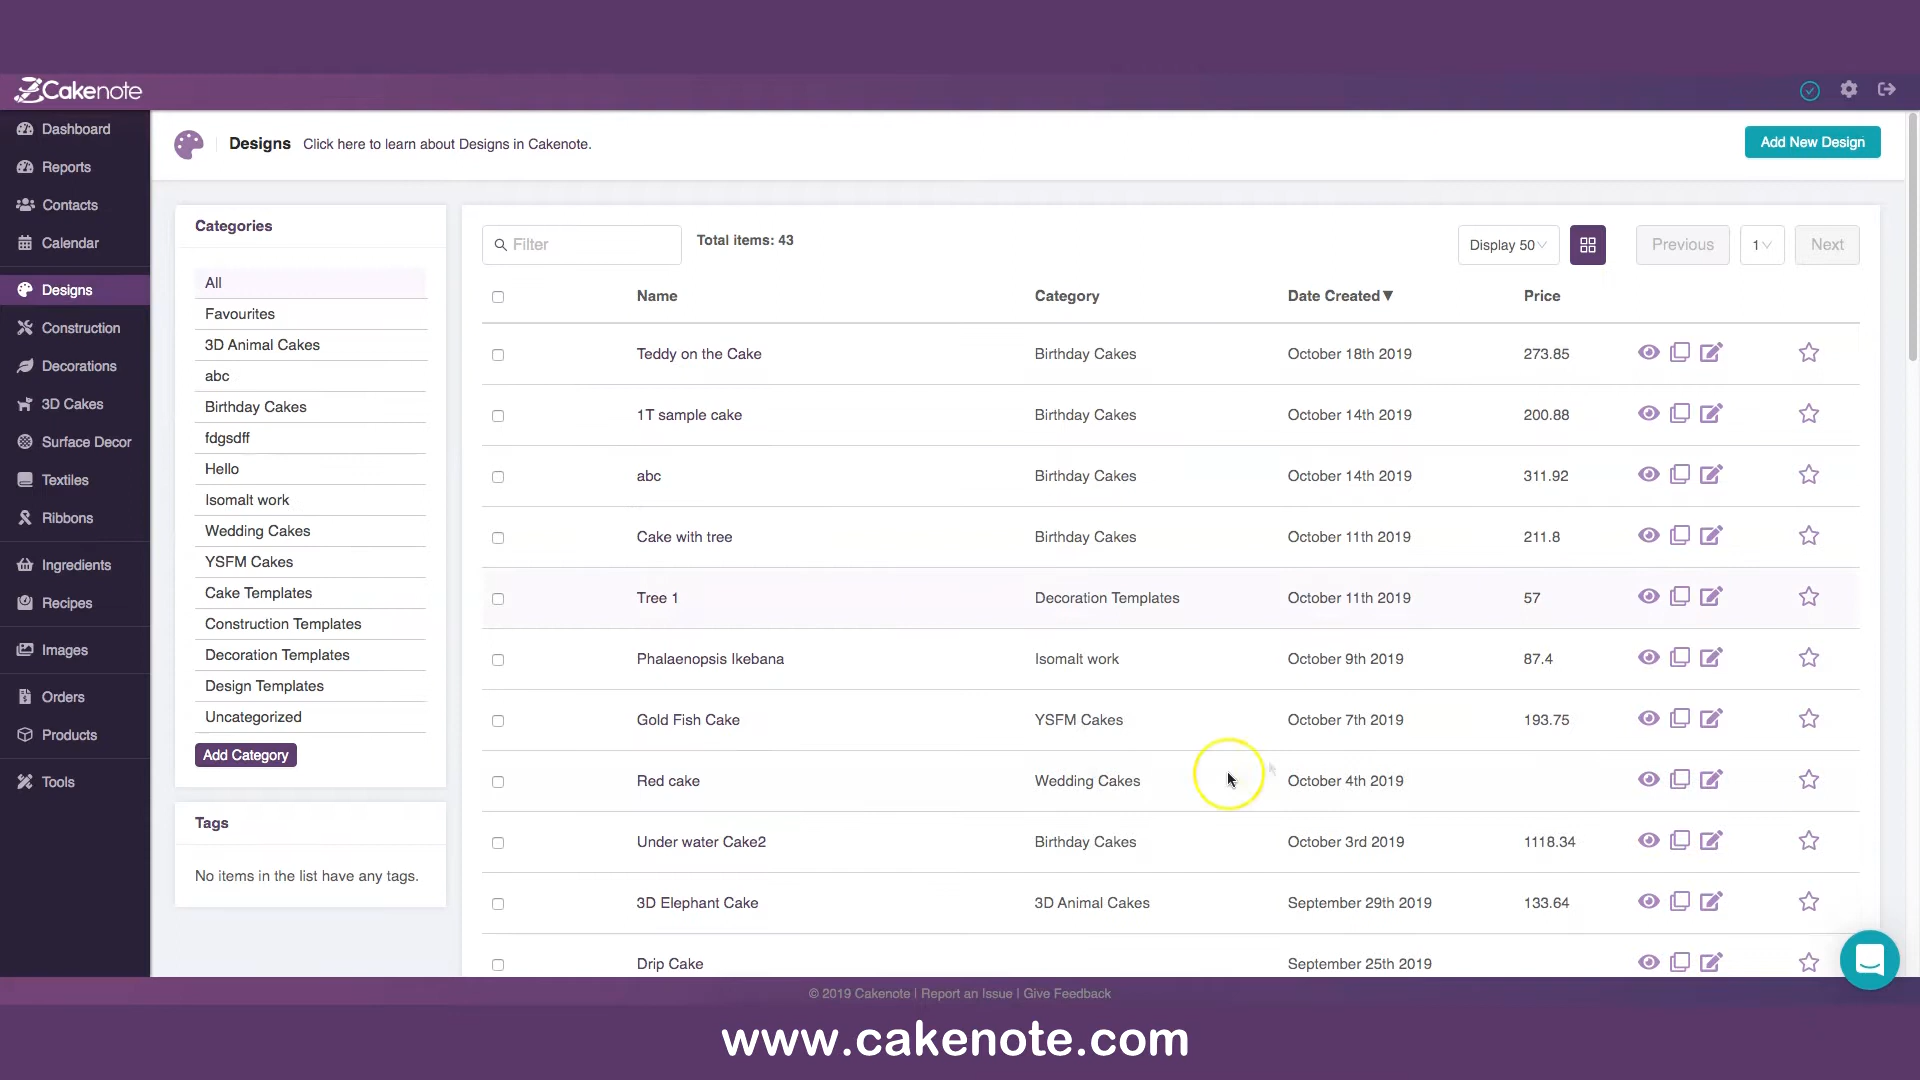 Cakenote
Dashboard
Reports
Contacts
Calendar
Designs
Construction
Decorations
3D Cakes
Surface Decor
Textiles
Ribbons
Ingredients
Recipes
Images
Orders
Products
Tools
Designs Click here to learn about Designs in Cakenote.
Add New Design
Categories
All
Favourites
3D Animal Cakes
abc
Birthday Cakes
fdgsdff
Hello
Isomalt work
Wedding Cakes
YSFM Cakes
Cake Templates
Construction Templates
Decoration Templates
Design Templates
Uncategorized
Add Category
Tags
No items in the list have any tags.
Filter Total items: 43 Display 50 Previous 1 Next
Name Category Date Created▼ Price
Teddy on the Cake Birthday Cakes October 18th 2019 273.85
1T sample cake Birthday Cakes October 14th 2019 200.88
abc Birthday Cakes October 14th 2019 311.92
Cake with tree Birthday Cakes October 11th 2019 211.8
Tree 1 Decoration Templates October 11th 2019 57
Phalaenopsis Ikebana Isomalt work October 9th 2019 87.4
Gold Fish Cake YSFM Cakes October 7th 2019 193.75
Red cake Wedding Cakes October 4th 2019
Under water Cake2 Birthday Cakes October 3rd 2019 1118.34
3D Elephant Cake 3D Animal Cakes September 29th 2019 133.64
Drip Cake September 25th 2019
© 2019 Cakenote | Report an Issue | Give Feedback
www.cakenote.com